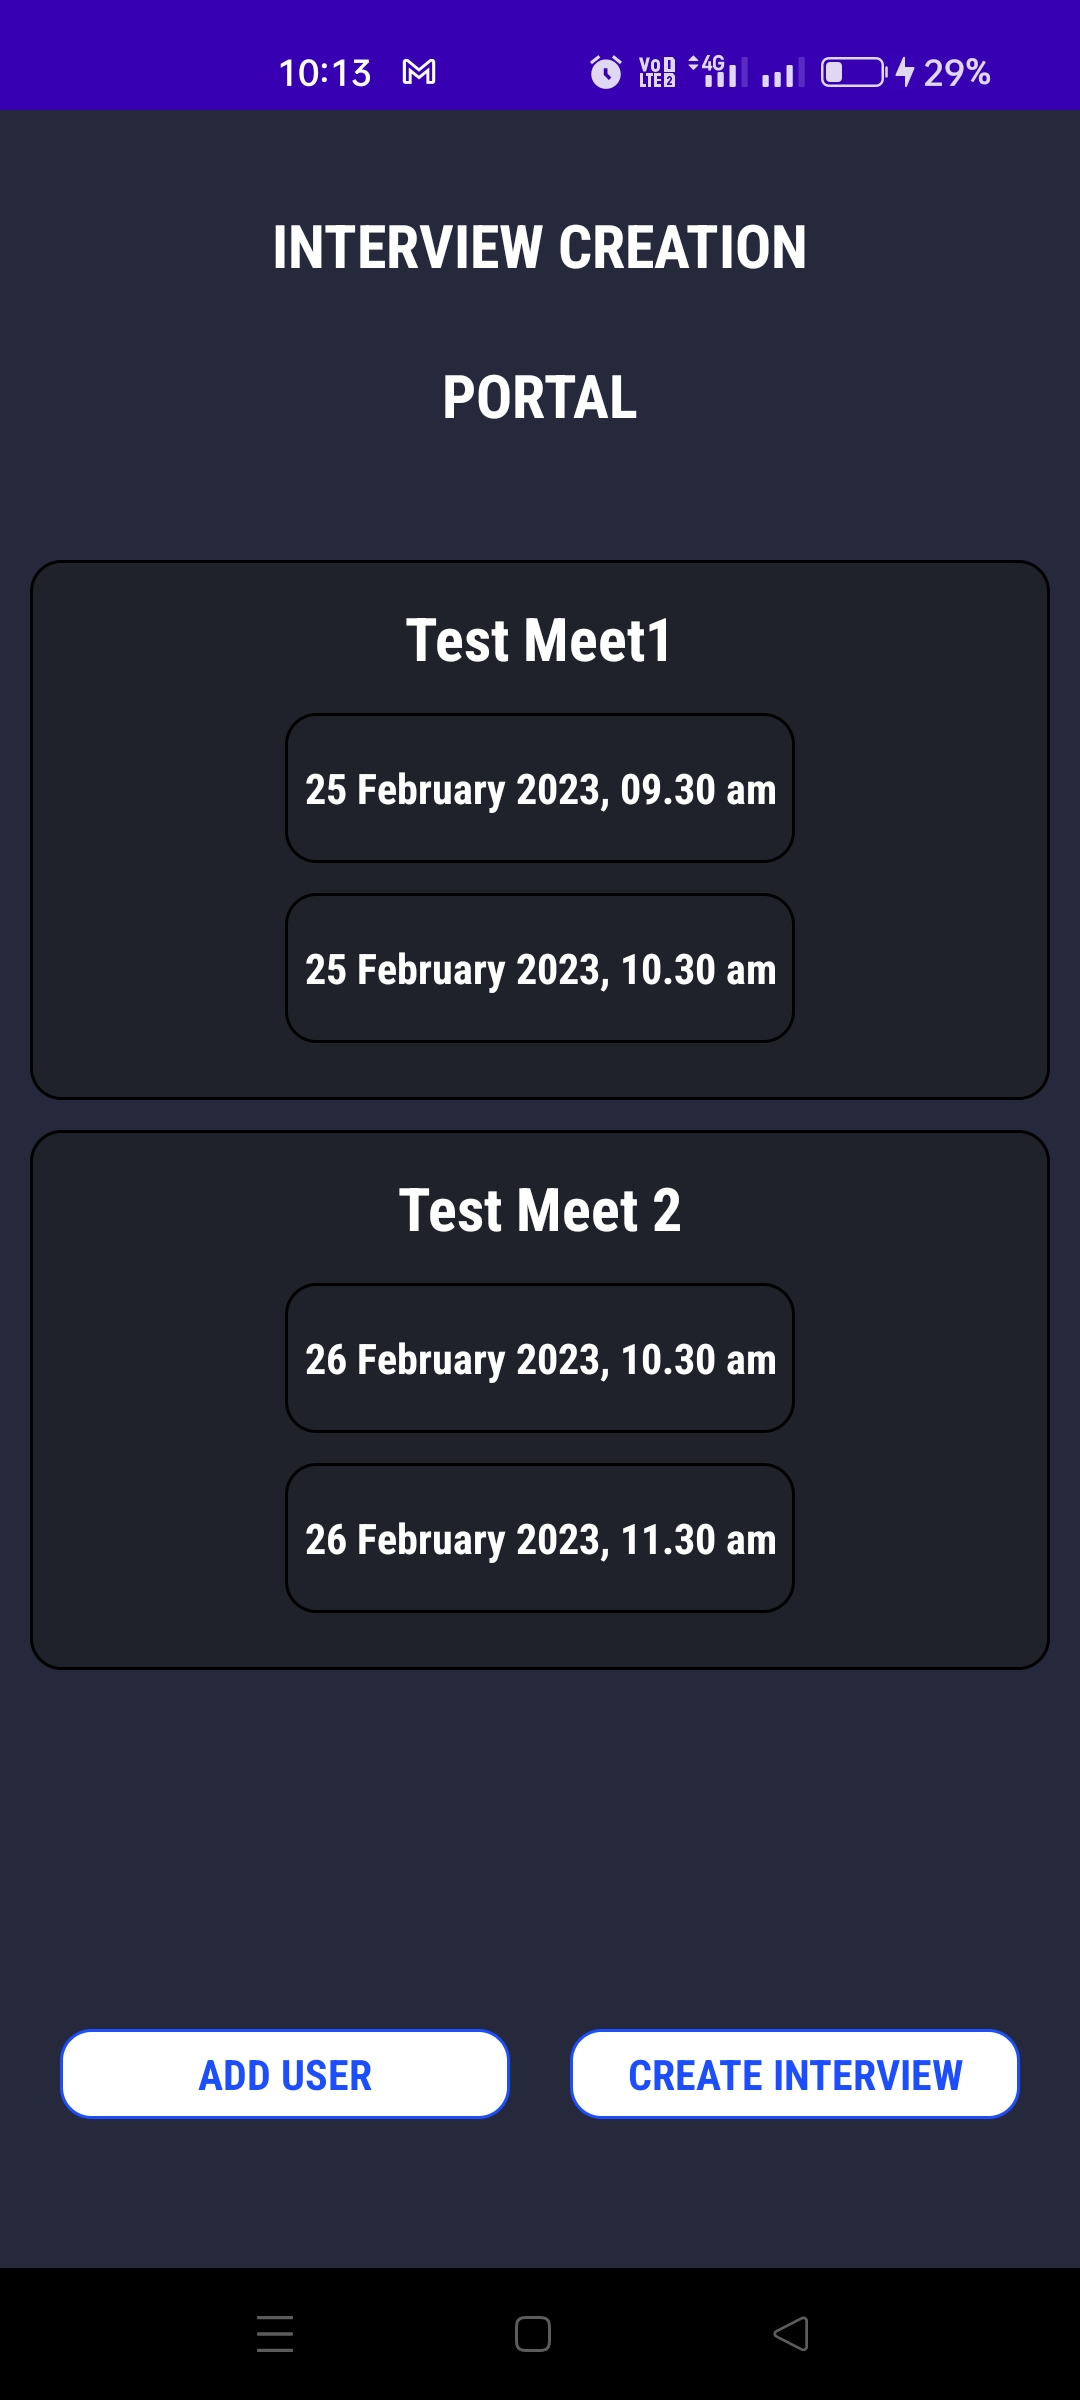 10:13
VoD LTE 2 4G 29%
INTERVIEW CREATION
PORTAL
Test Meet1
25 February 2023, 09.30 am
25 February 2023, 10.30 am
Test Meet 2
26 February 2023, 10.30 am
26 February 2023, 11.30 am
ADD USER CREATE INTERVIEW